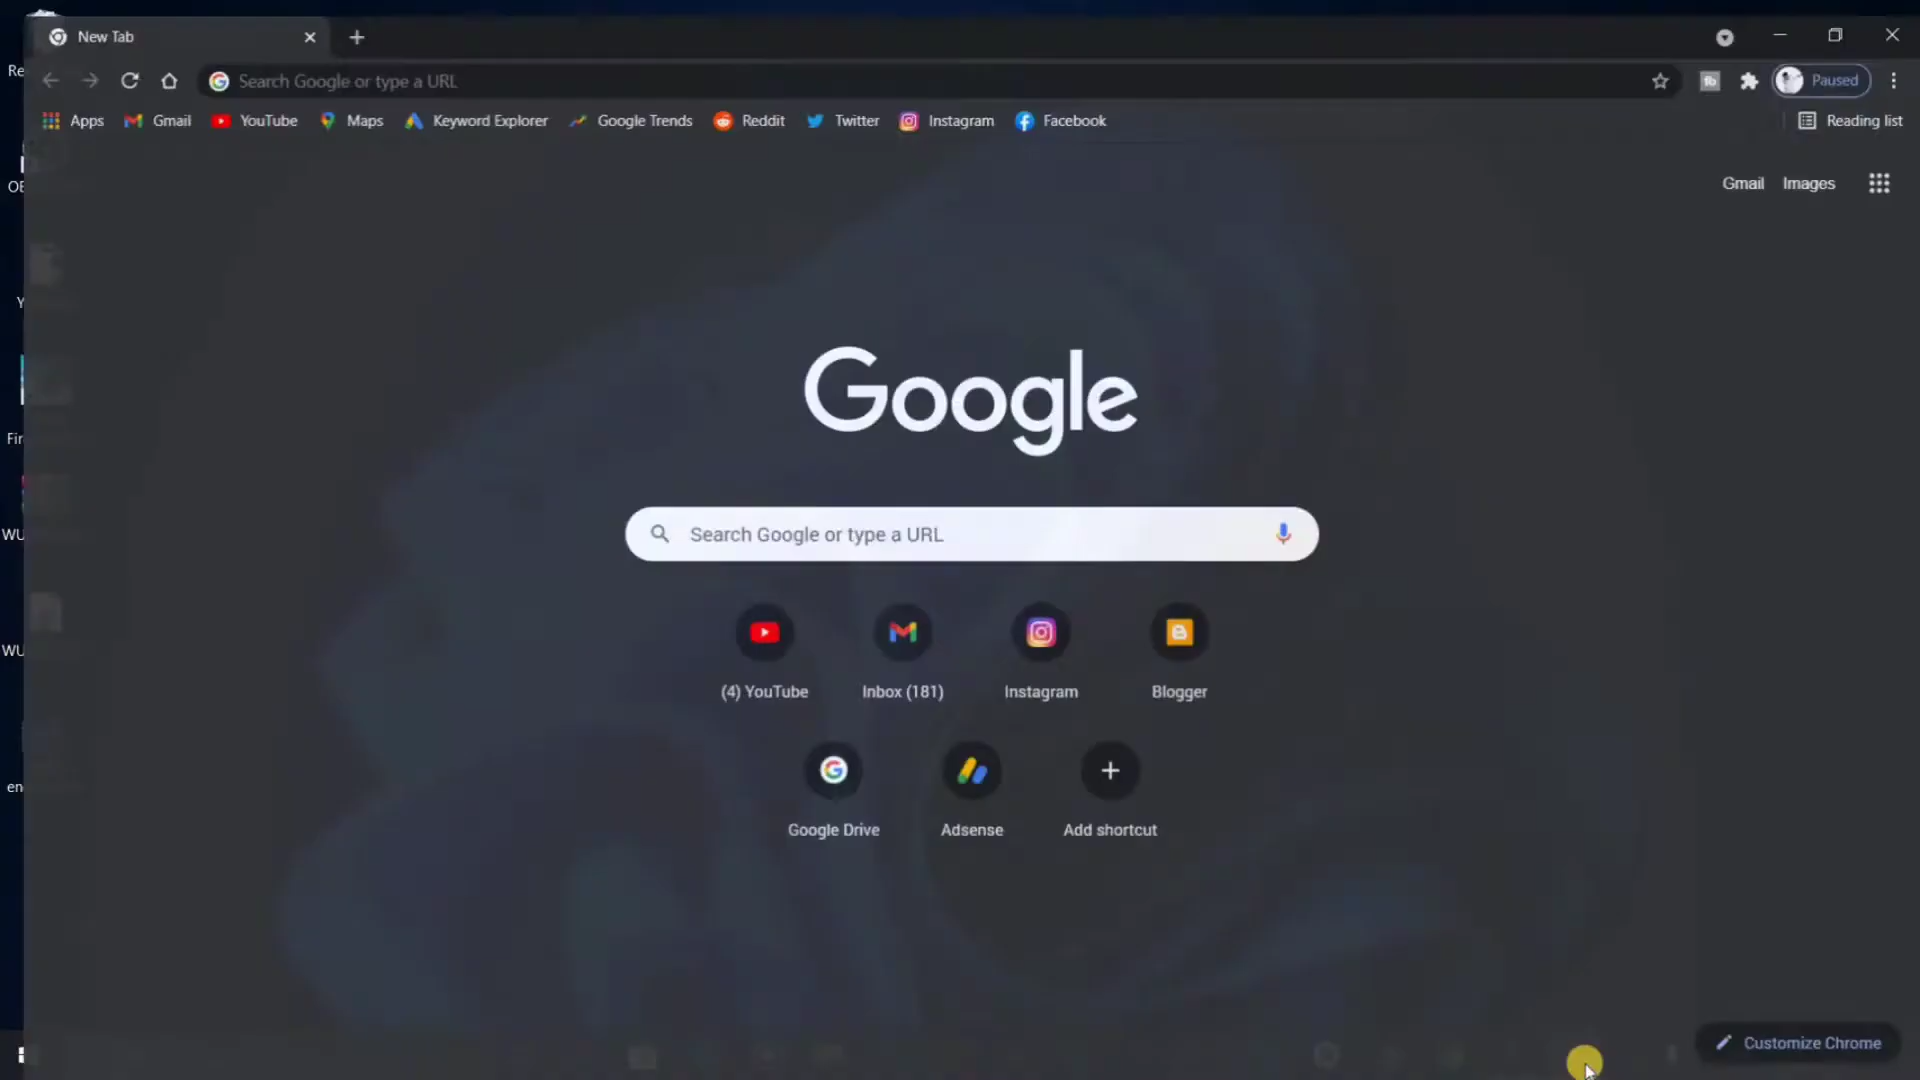 New Tab
Search Google or type a URL
Paused
Apps Gmail YouTube Maps Keyword Explorer Google Trends Reddit Twitter Instagram Facebook Reading list
Gmail Images
Google
Search Google or type a URL
(4) YouTube Inbox (181) Instagram Blogger
Google Drive Adsense Add shortcut
Customize Chrome